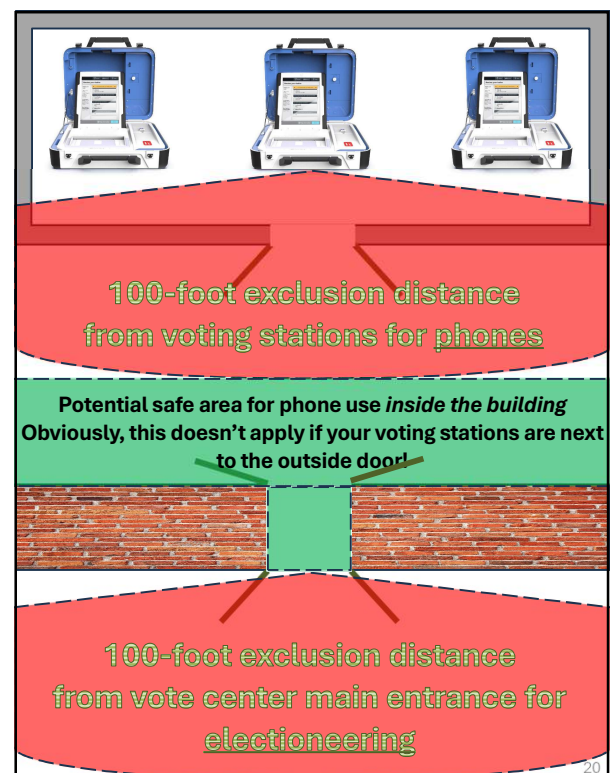 100-foot exclusion distance
from voting stations for phones
Potential safe area for phone use inside the building
Obviously, this doesn’t apply if your voting stations are next
to the outside door!
100-foot exclusion distance
from vote center main entrance for
electioneering
20